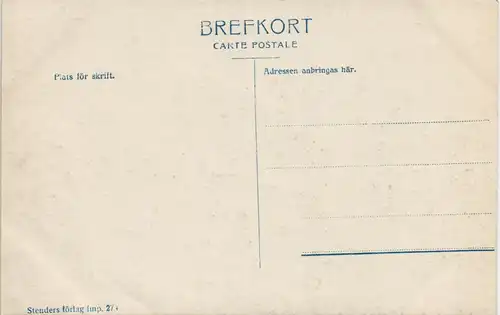 BREFKORT
CARTE POSTALE
Plats för skrift.
Adressen anbringas här.
Stenders förlag imp.